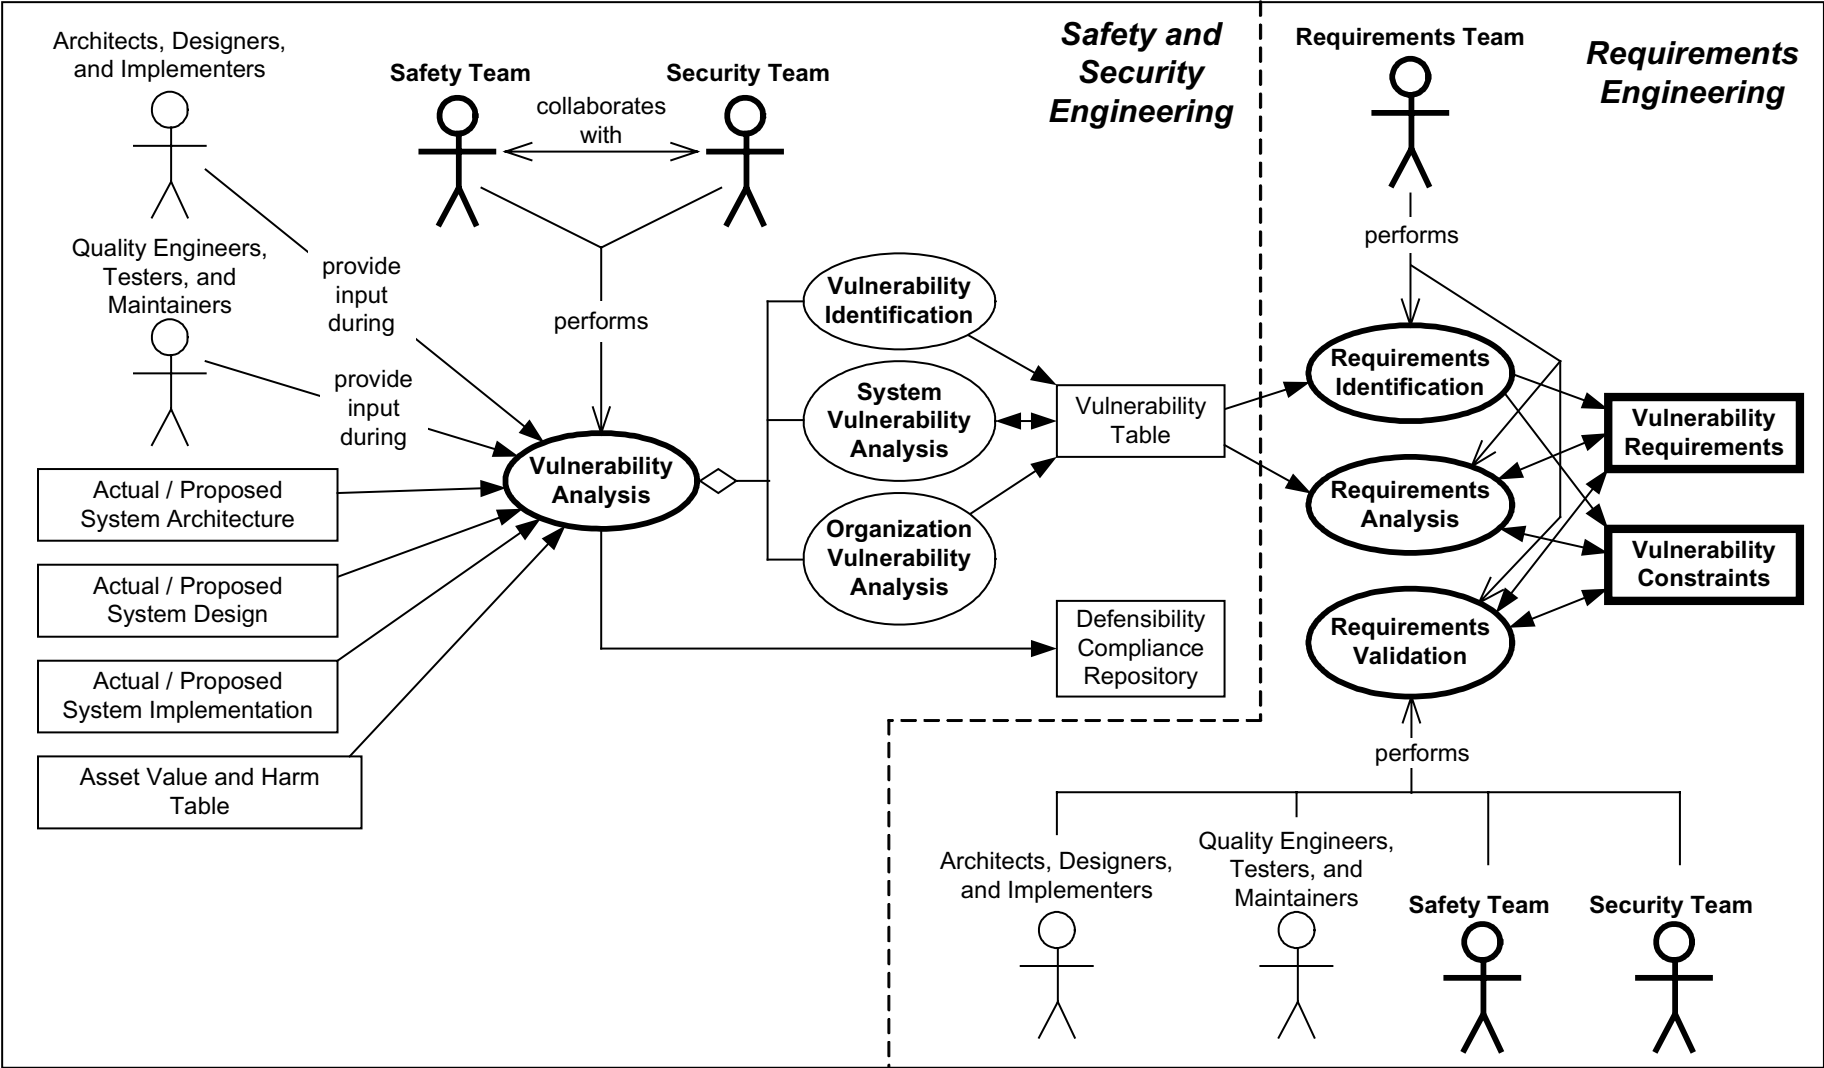 Architects, Designers,
and Implementers
Safety Team
Security Team
collaborates
with
Safety and
Security
Engineering
Requirements Team
Requirements
Engineering
Quality Engineers,
Testers, and
Maintainers
provide
input
during
provide
input
during
performs
performs
Vulnerability
Identification
System
Vulnerability
Analysis
Organization
Vulnerability
Analysis
Vulnerability
Analysis
Vulnerability
Table
Requirements
Identification
Requirements
Analysis
Requirements
Validation
Vulnerability
Requirements
Vulnerability
Constraints
Actual / Proposed
System Architecture
Actual / Proposed
System Design
Actual / Proposed
System Implementation
Asset Value and Harm
Table
Defensibility
Compliance
Repository
performs
Architects, Designers,
and Implementers
Quality Engineers,
Testers, and
Maintainers
Safety Team
Security Team